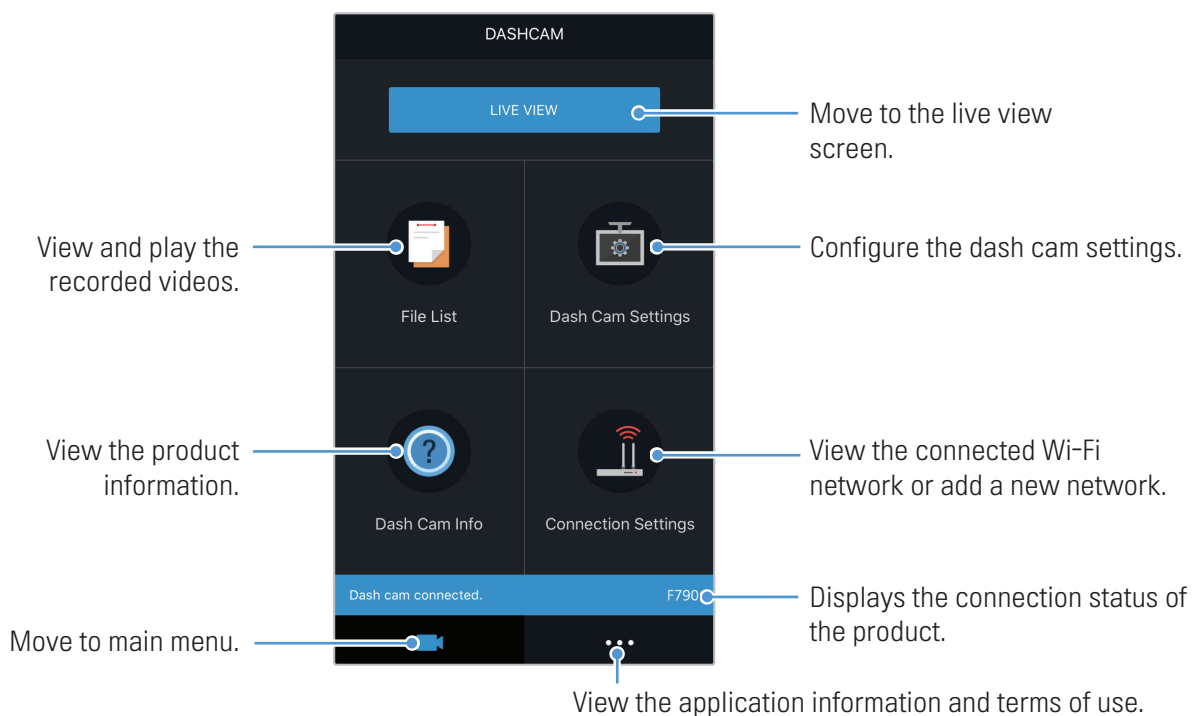 DASHCAM
LIVE VIEW
Move to the live view
screen.
View and play the
recorded videos.
Configure the dash cam settings.
File List
Dash Cam Settings
View the product
information.
View the connected Wi-Fi
network or add a new network.
Dash Cam Info
Connection Settings
Dash cam connected.
F790
Displays the connection status of
the product.
Move to main menu.
View the application information and terms of use.